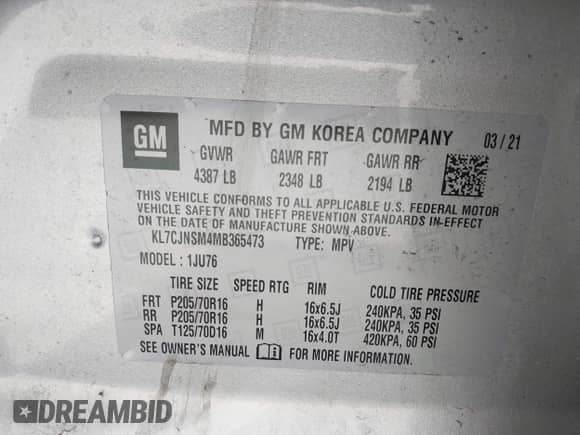 GM MFD BY GM KOREA COMPANY 03 / 21
GVWR GAWR FRT GAWR RR
4387 LB 2348 LB 2194 LB
THIS VEHICLE CONFORMS TO ALL APPLICABLE U.S. FEDERAL MOTOR
VEHICLE SAFETY AND THEFT PREVENTION STANDARDS IN-EFFECT
ON THE DATE OF MANUFACTURE SHOWN ABOVE.
KL7CJNSM4MB365473 TYPE: MPV
MODEL : 1JU76
TIRE SIZE SPEED RTG RIM COLD TIRE PRESSURE
FRT P205/70R16 H 16x6.5J 240KPA, 35 PSI
RR P205/70R16 H 16x6.5J 240KPA, 35 PSI
SPA T125/70D16 M 16x4.0T 420KPA, 60 PSI
SEE OWNER'S MANUAL FOR MORE INFORMATION
DREAMBID